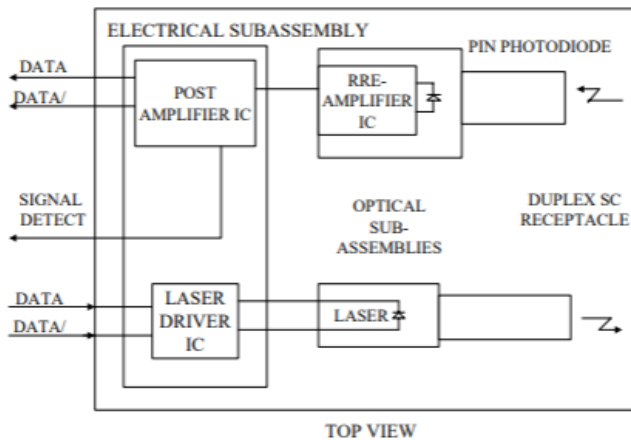 ELECTRICAL SUBASSEMBLY
PIN PHOTODIODE
DATA
DATA/
POST
AMPLIFIER IC
RRE-
AMPLIFIER
IC
SIGNAL
DETECT
OPTICAL
SUB-
ASSEMBLIES
DUPLEX SC
RECEPTACLE
DATA
DATA/
LASER
DRIVER
IC
LASER
TOP VIEW